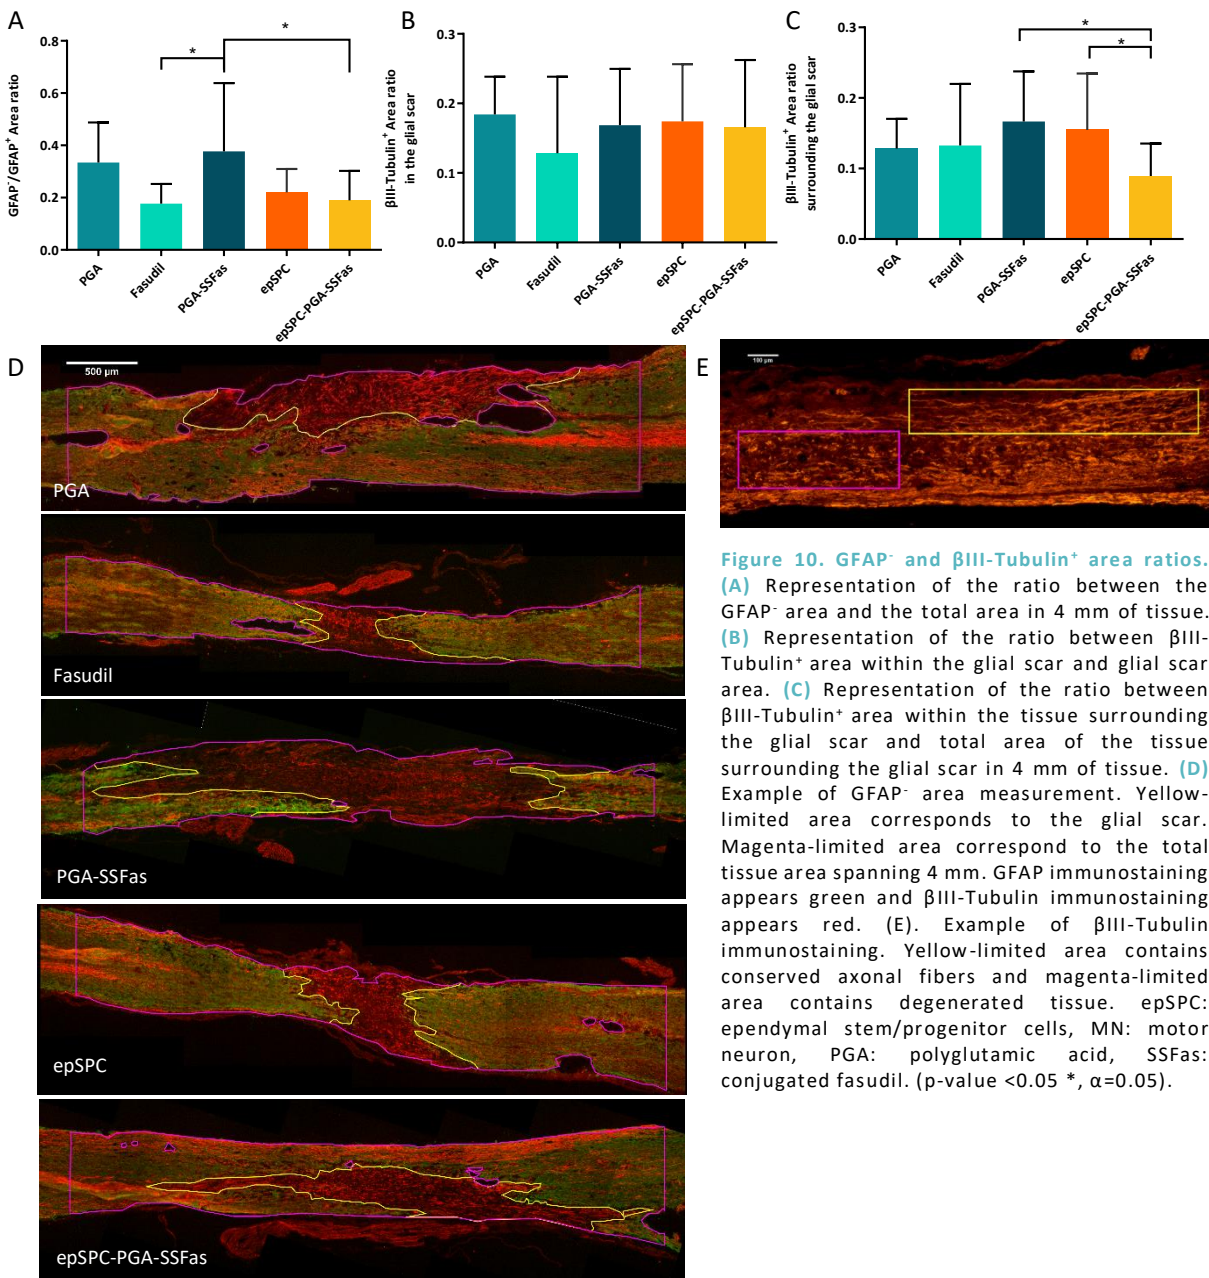 A
GFAP⁻/GFAP⁺ Area ratio
0.8
0.6
0.4
0.2
0.0
*
*
PGA
Fasudil
PGA-SSFas
epSPC
epSPC-PGA-SSFas
B
βIII-Tubulin⁺ Area ratio
in the glial scar
0.3
0.2
0.1
0.0
PGA
Fasudil
PGA-SSFas
epSPC
epSPC-PGA-SSFas
C
βIII-Tubulin⁺ Area ratio
surrounding the glial scar
0.3
0.2
0.1
0.0
*
*
PGA
Fasudil
PGA-SSFas
epSPC
epSPC-PGA-SSFas
D
500 μm
PGA
Fasudil
PGA-SSFas
epSPC
epSPC-PGA-SSFas
E
100 μm
Figure 10. GFAP⁻ and βIII-Tubulin⁺ area ratios.
(A) Representation of the ratio between the
GFAP⁻ area and the total area in 4 mm of tissue.
(B) Representation of the ratio between βIII-
Tubulin⁺ area within the glial scar and glial scar
area. (C) Representation of the ratio between
βIII-Tubulin⁺ area within the tissue surrounding
the glial scar and total area of the tissue
surrounding the glial scar in 4 mm of tissue. (D)
Example of GFAP⁻ area measurement. Yellow-
limited area corresponds to the glial scar.
Magenta-limited area correspond to the total
tissue area spanning 4 mm. GFAP immunostaining
appears green and βIII-Tubulin immunostaining
appears red. (E). Example of βIII-Tubulin
immunostaining. Yellow-limited area contains
conserved axonal fibers and magenta-limited
area contains degenerated tissue. epSPC:
ependymal stem/progenitor cells, MN: motor
neuron, PGA: polyglutamic acid, SSFas:
conjugated fasudil. (p-value <0.05 *, α=0.05).